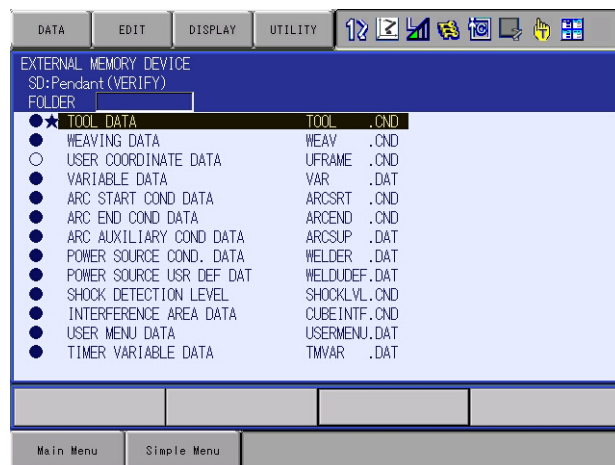 DATA EDIT DISPLAY UTILITY
EXTERNAL MEMORY DEVICE
SD:Pendant(VERIFY)
FOLDER
●★ TOOL DATA TOOL .CND
● WEAVING DATA WEAV .CND
○ USER COORDINATE DATA UFRAME .CND
● VARIABLE DATA VAR .DAT
● ARC START COND DATA ARCSRT .CND
● ARC END COND DATA ARCEND .CND
● ARC AUXILIARY COND DATA ARCSUP .DAT
● POWER SOURCE COND. DATA WELDER .DAT
● POWER SOURCE USR DEF DAT WELDUDEF.DAT
● SHOCK DETECTION LEVEL SHOCKLVL.CND
● INTERFERENCE AREA DATA CUBEINTF.CND
● USER MENU DATA USERMENU.DAT
● TIMER VARIABLE DATA TMVAR .DAT
Main Menu Simple Menu